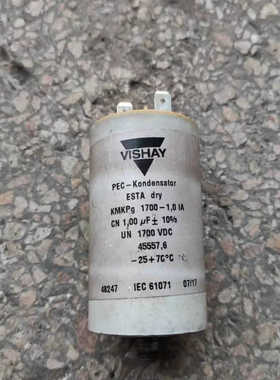 VISHAY
PEC-Kondensator
ESTA dry
KMKPg 1700-1,0 IA
CN 1,00 µF ± 10%
UN 1700 VDC
45557,6
-25+70°C
48247 IEC 61071 07/17